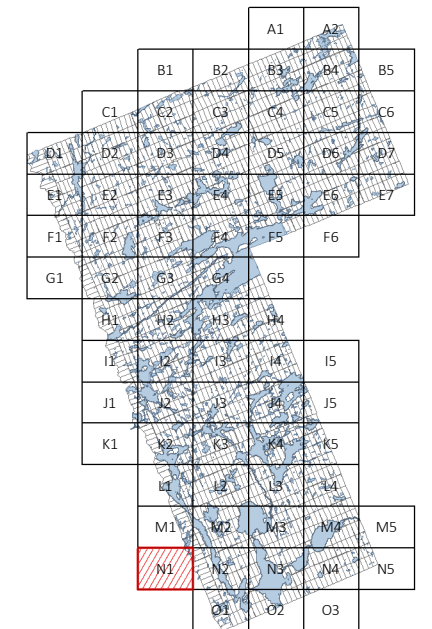 A1 A2
B1 B2 B3 B4 B5
C1 C2 C3 C4 C5 C6
D1 D2 D3 D4 D5 D6 D7
E1 E2 E3 E4 E5 E6 E7
F1 F2 F3 F4 F5 F6
G1 G2 G3 G4 G5
H1 H2 H3 H4
I1 I2 I3 I4 I5
J1 J2 J3 J4 J5
K1 K2 K3 K4 K5
L1 L2 L3 L4
M1 M2 M3 M4 M5
N1 N2 N3 N4 N5
O1 O2 O3